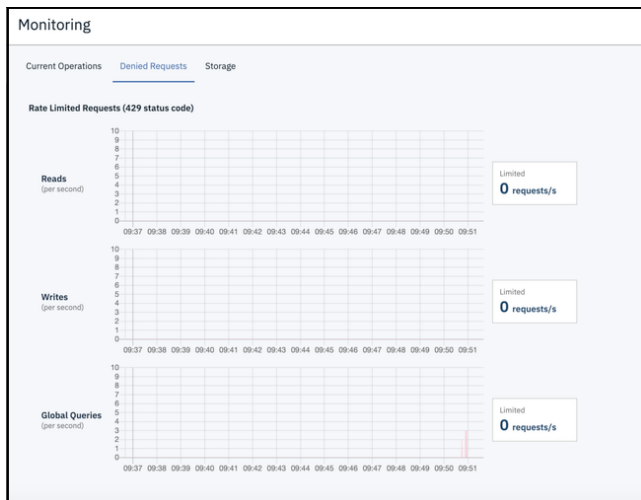 Monitoring
Current Operations Denied Requests Storage
Rate Limited Requests (429 status code)
10
9
8
7
6
5
4
3
2
1
0
Reads
(per second)
Limited
0 requests/s
09:37 09:38 09:39 09:40 09:41 09:42 09:43 09:44 09:45 09:46 09:47 09:48 09:49 09:50 09:51
10
9
8
7
6
5
4
3
2
1
0
Writes
(per second)
Limited
0 requests/s
09:37 09:38 09:39 09:40 09:41 09:42 09:43 09:44 09:45 09:46 09:47 09:48 09:49 09:50 09:51
10
9
8
7
6
5
4
3
2
1
0
Global Queries
(per second)
Limited
0 requests/s
09:37 09:38 09:39 09:40 09:41 09:42 09:43 09:44 09:45 09:46 09:47 09:48 09:49 09:50 09:51